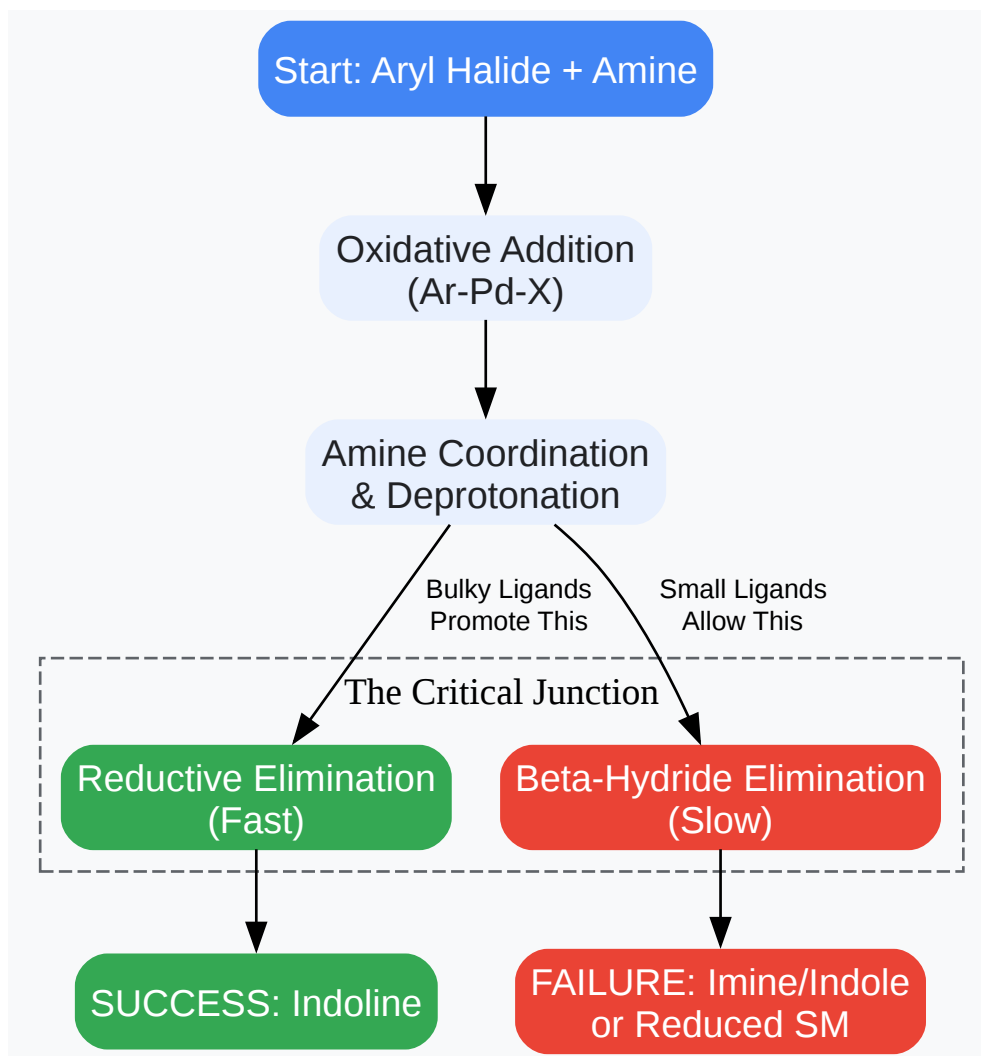 Start: Aryl Halide + Amine
Oxidative Addition
(Ar-Pd-X)
Amine Coordination
& Deprotonation
Bulky Ligands
Promote This
Small Ligands
Allow This
The Critical Junction
Reductive Elimination
(Fast)
Beta-Hydride Elimination
(Slow)
SUCCESS: Indoline
FAILURE: Imine/Indole
or Reduced SM